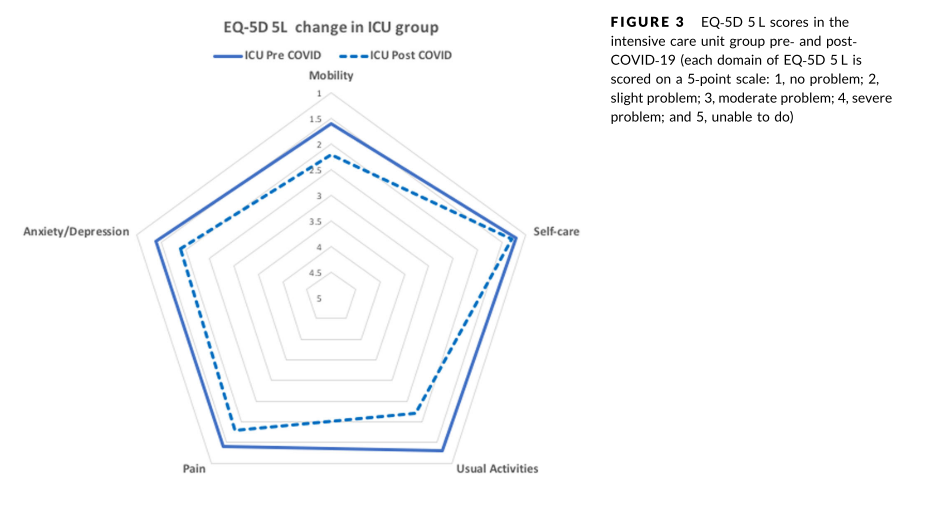 EQ-5D 5L change in ICU group
ICU Pre COVID ICU Post COVID
Mobility
1
1.5
2
2.5
3
3.5
4
4.5
5
Anxiety/Depression
Self-care
Pain
Usual Activities
FIGURE 3 EQ-5D 5 L scores in the
intensive care unit group pre- and post-
COVID-19 (each domain of EQ-5D 5 L is
scored on a 5-point scale: 1, no problem; 2,
slight problem; 3, moderate problem; 4, severe
problem; and 5, unable to do)